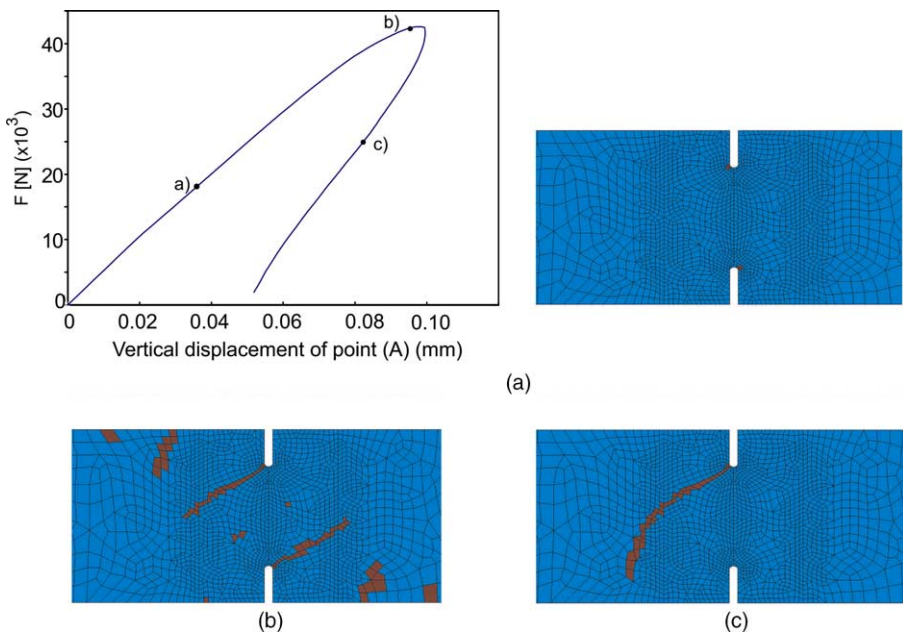 40
30
20
10
0
F [N] (x10³)
a)
b)
c)
0 0.02 0.04 0.06 0.08 0.10
Vertical displacement of point (A) (mm)
(a)
(b)
(c)